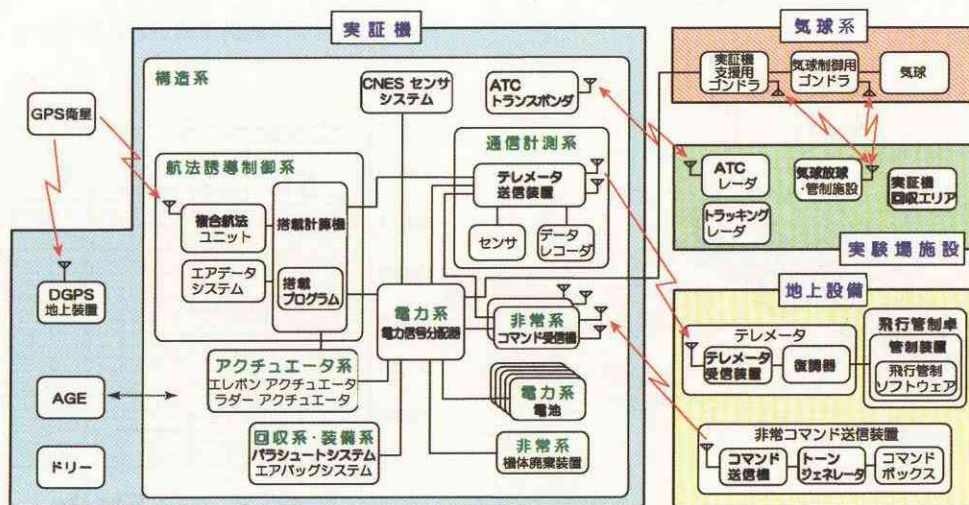 実証機
構造系
CNES センサ
システム
ATC
トランスポンダ
GPS衛星
航法誘導制御系
複合航法
ユニット
搭載計算機
エアデータ
システム
搭載
プログラム
通信計測系
テレメータ
送信装置
センサ
データ
レコーダ
DGPS
地上装置
電力系
電力信号分配器
非常系
コマンド受信機
アクチュエータ系
エレボン アクチュエータ
ラダー アクチュエータ
電力系
電池
AGE
回収系・装備系
パラシュートシステム
エアバッグシステム
非常系
機体廃棄装置
ドリー
気球系
実証機
支援用
ゴンドラ
気球制御用
ゴンドラ
気球
ATC
レーダ
気球放球
・管制施設
実証機
回収エリア
トラッキング
レーダ
実験場施設
地上設備
テレメータ
テレメータ
受信装置
復調器
飛行管制卓
管制装置
飛行管制
ソフトウェア
非常コマンド送信装置
コマンド
送信機
トーン
ジェネレータ
コマンド
ボックス